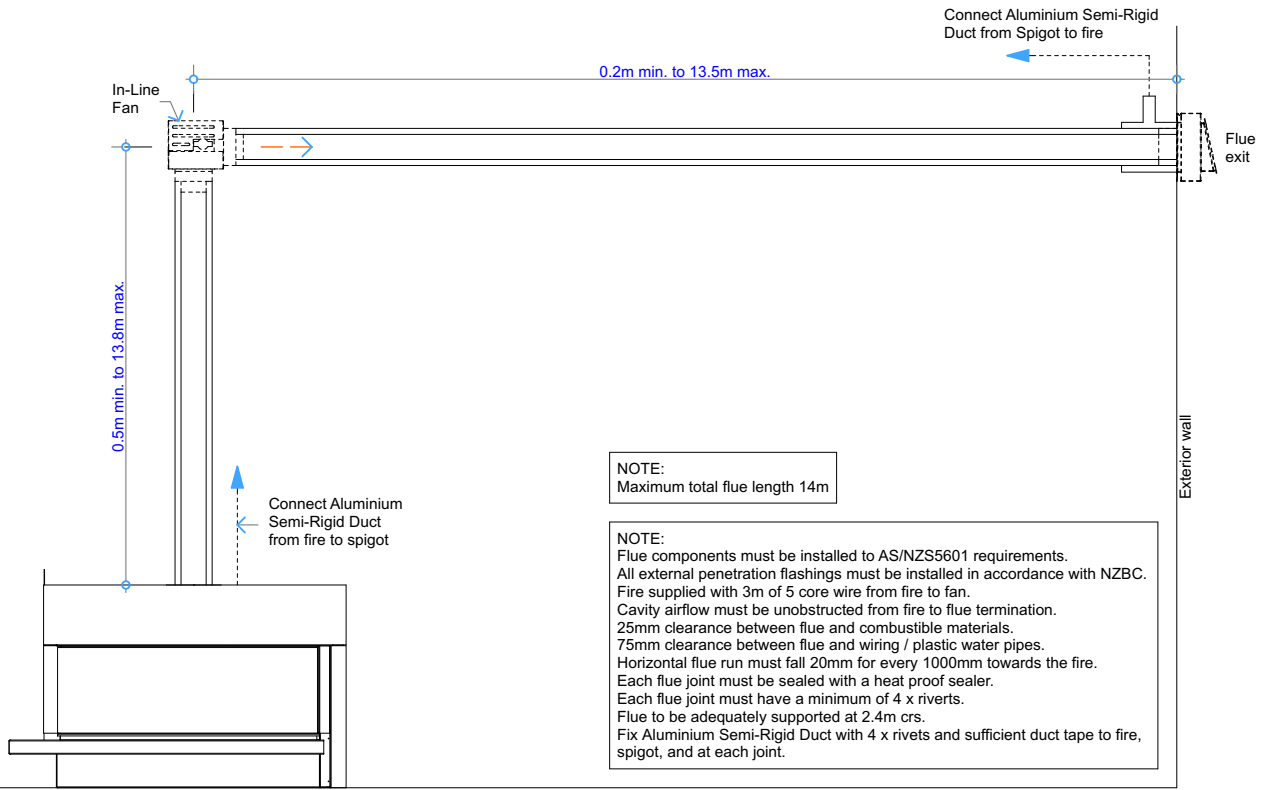 Connect Aluminium Semi-Rigid
Duct from Spigot to fire
0.2m min. to 13.5m max.
In-Line
Fan
Flue
exit
0.5m min. to 13.8m max.
Connect Aluminium
Semi-Rigid Duct
from fire to spigot
Exterior wall
NOTE:
Maximum total flue length 14m
NOTE:
Flue components must be installed to AS/NZS5601 requirements.
All external penetration flashings must be installed in accordance with NZBC.
Fire supplied with 3m of 5 core wire from fire to fan.
Cavity airflow must be unobstructed from fire to flue termination.
25mm clearance between flue and combustible materials.
75mm clearance between flue and wiring / plastic water pipes.
Horizontal flue run must fall 20mm for every 1000mm towards the fire.
Each flue joint must be sealed with a heat proof sealer.
Each flue joint must have a minimum of 4 x riverts.
Flue to be adequately supported at 2.4m crs.
Fix Aluminium Semi-Rigid Duct with 4 x rivets and sufficient duct tape to fire,
spigot, and at each joint.